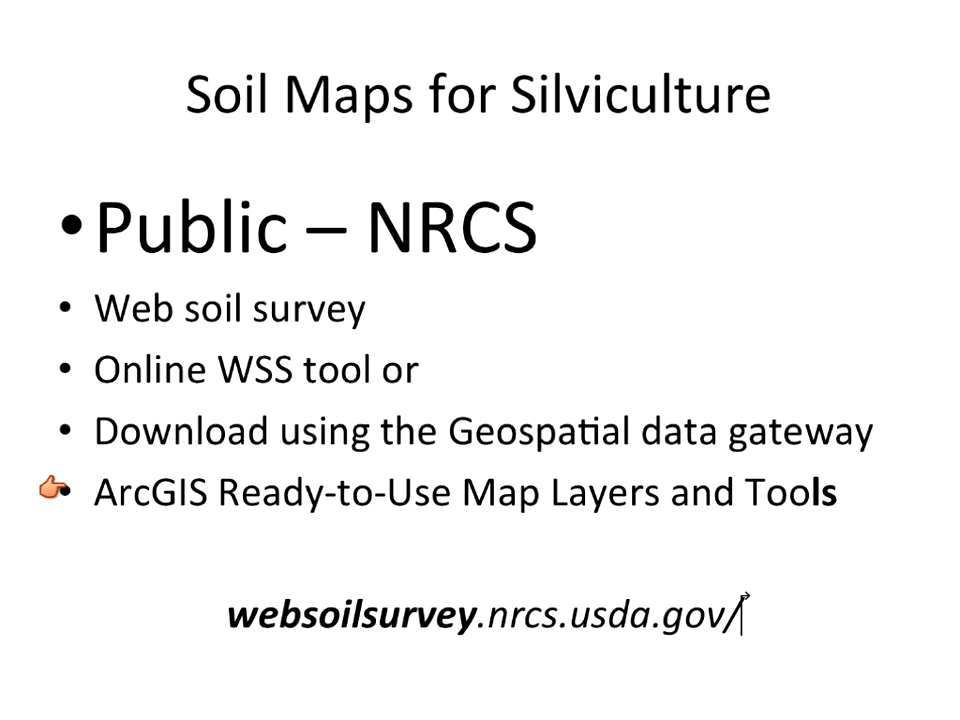 Soil Maps for Silviculture
• Public – NRCS
• Web soil survey
• Online WSS tool or
• Download using the Geospatial data gateway
• ArcGIS Ready-to-Use Map Layers and Tools
websoilsurvey.nrcs.usda.gov/